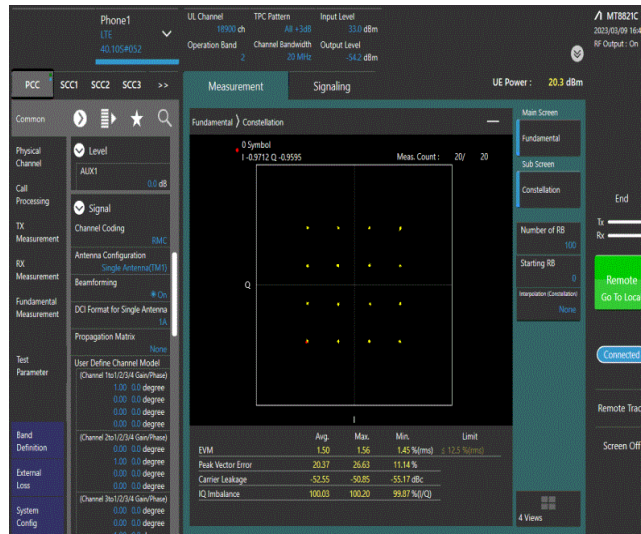 Phone1
LTE
40.105#052
UL Channel
18900 ch
TPC Pattern
All +3dB
Input Level
33.0 dBm
Operation Band
2
Channel Bandwidth
20 MHz
Output Level
-54.2 dBm
MT8821C
2023/03/09 16:4
RF Output : On
PCC SCC1 SCC2 SCC3 >>
Measurement
Signaling
UE Power : 20.3 dBm
Common
Physical
Channel
Call
Processing
TX
Measurement
RX
Measurement
Fundamental
Measurement
Test
Parameter
Band
Definition
External
Loss
System
Config
Level
AUX1
0.0 dB
Signal
Channel Coding
RMC
Antenna Configuration
Single Antenna(TM1)
Beamforming
On
DCI Format for Single Antenna
1A
Propagation Matrix
None
User Define Channel Model
(Channel 1to1/2/3/4 Gain/Phase)
1.00 0.0 degree
0.00 0.0 degree
0.00 0.0 degree
0.00 0.0 degree
(Channel 2to1/2/3/4 Gain/Phase)
0.00 0.0 degree
1.00 0.0 degree
0.00 0.0 degree
0.00 0.0 degree
(Channel 3to1/2/3/4 Gain/Phase)
0.00 0.0 degree
0.00 0.0 degree
Fundamental > Constellation
0 Symbol
I -0.9712 Q -0.9595
Meas. Count : 20/ 20
Q
I
Avg. Max. Min. Limit
EVM 1.50 1.56 1.45 %(rms) ≤ 12.5 %(rms)
Peak Vector Error 20.37 26.63 11.14 %
Carrier Leakage -52.55 -50.85 -55.17 dBc
IQ Imbalance 100.03 100.20 99.87 %(I/Q)
Main Screen
Fundamental
Sub Screen
Constellation
Number of RB
100
Starting RB
0
Interpolation (Constellation)
None
4 Views
End
Tx
Rx
Remote
Go To Loca
Connected
Remote Trac
Screen Off